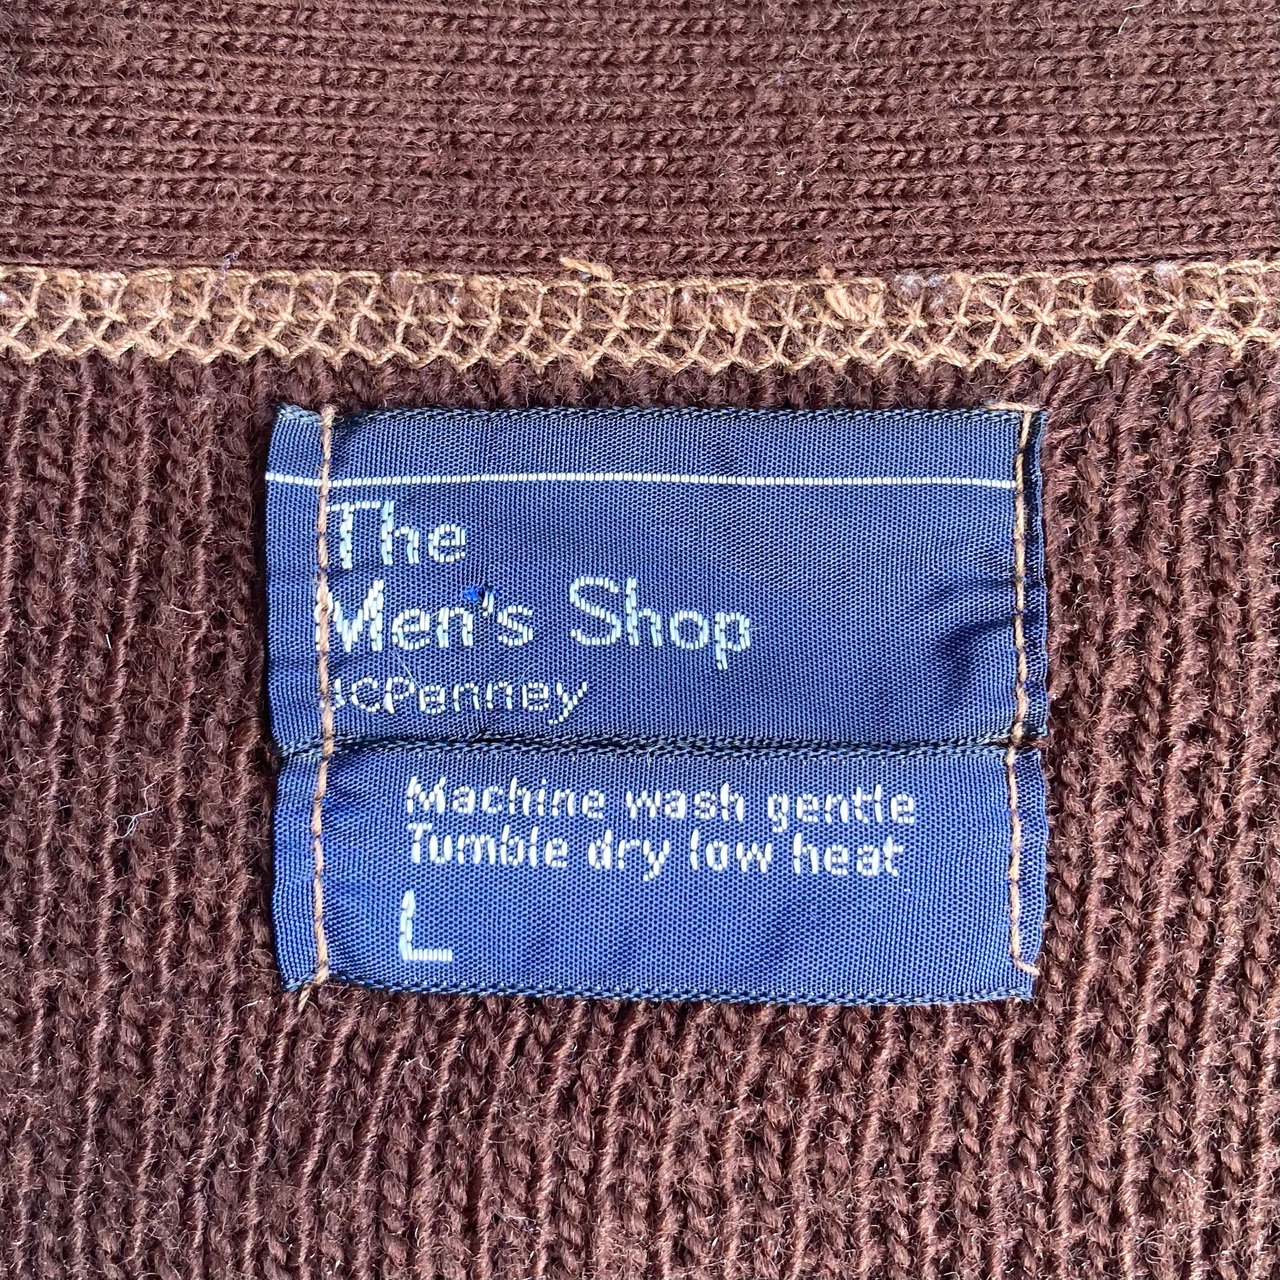 The
Men's Shop
JCPenney
Machine wash gentle
Tumble dry low heat
L